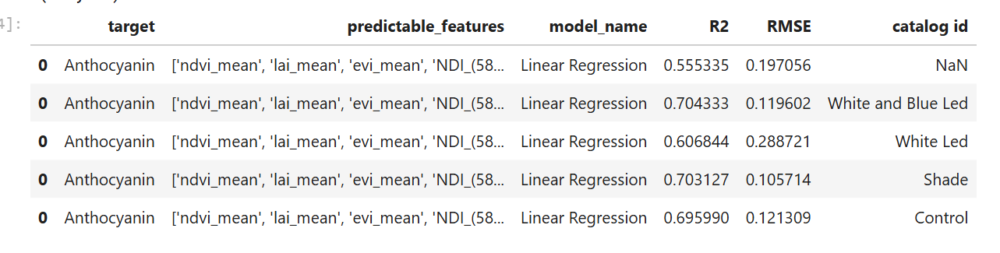 4]:
target predictable_features model_name R2 RMSE catalog id
0 Anthocyanin ['ndvi_mean', 'lai_mean', 'evi_mean', 'NDI_(58... Linear Regression 0.555335 0.197056 NaN
0 Anthocyanin ['ndvi_mean', 'lai_mean', 'evi_mean', 'NDI_(58... Linear Regression 0.704333 0.119602 White and Blue Led
0 Anthocyanin ['ndvi_mean', 'lai_mean', 'evi_mean', 'NDI_(58... Linear Regression 0.606844 0.288721 White Led
0 Anthocyanin ['ndvi_mean', 'lai_mean', 'evi_mean', 'NDI_(58... Linear Regression 0.703127 0.105714 Shade
0 Anthocyanin ['ndvi_mean', 'lai_mean', 'evi_mean', 'NDI_(58... Linear Regression 0.695990 0.121309 Control